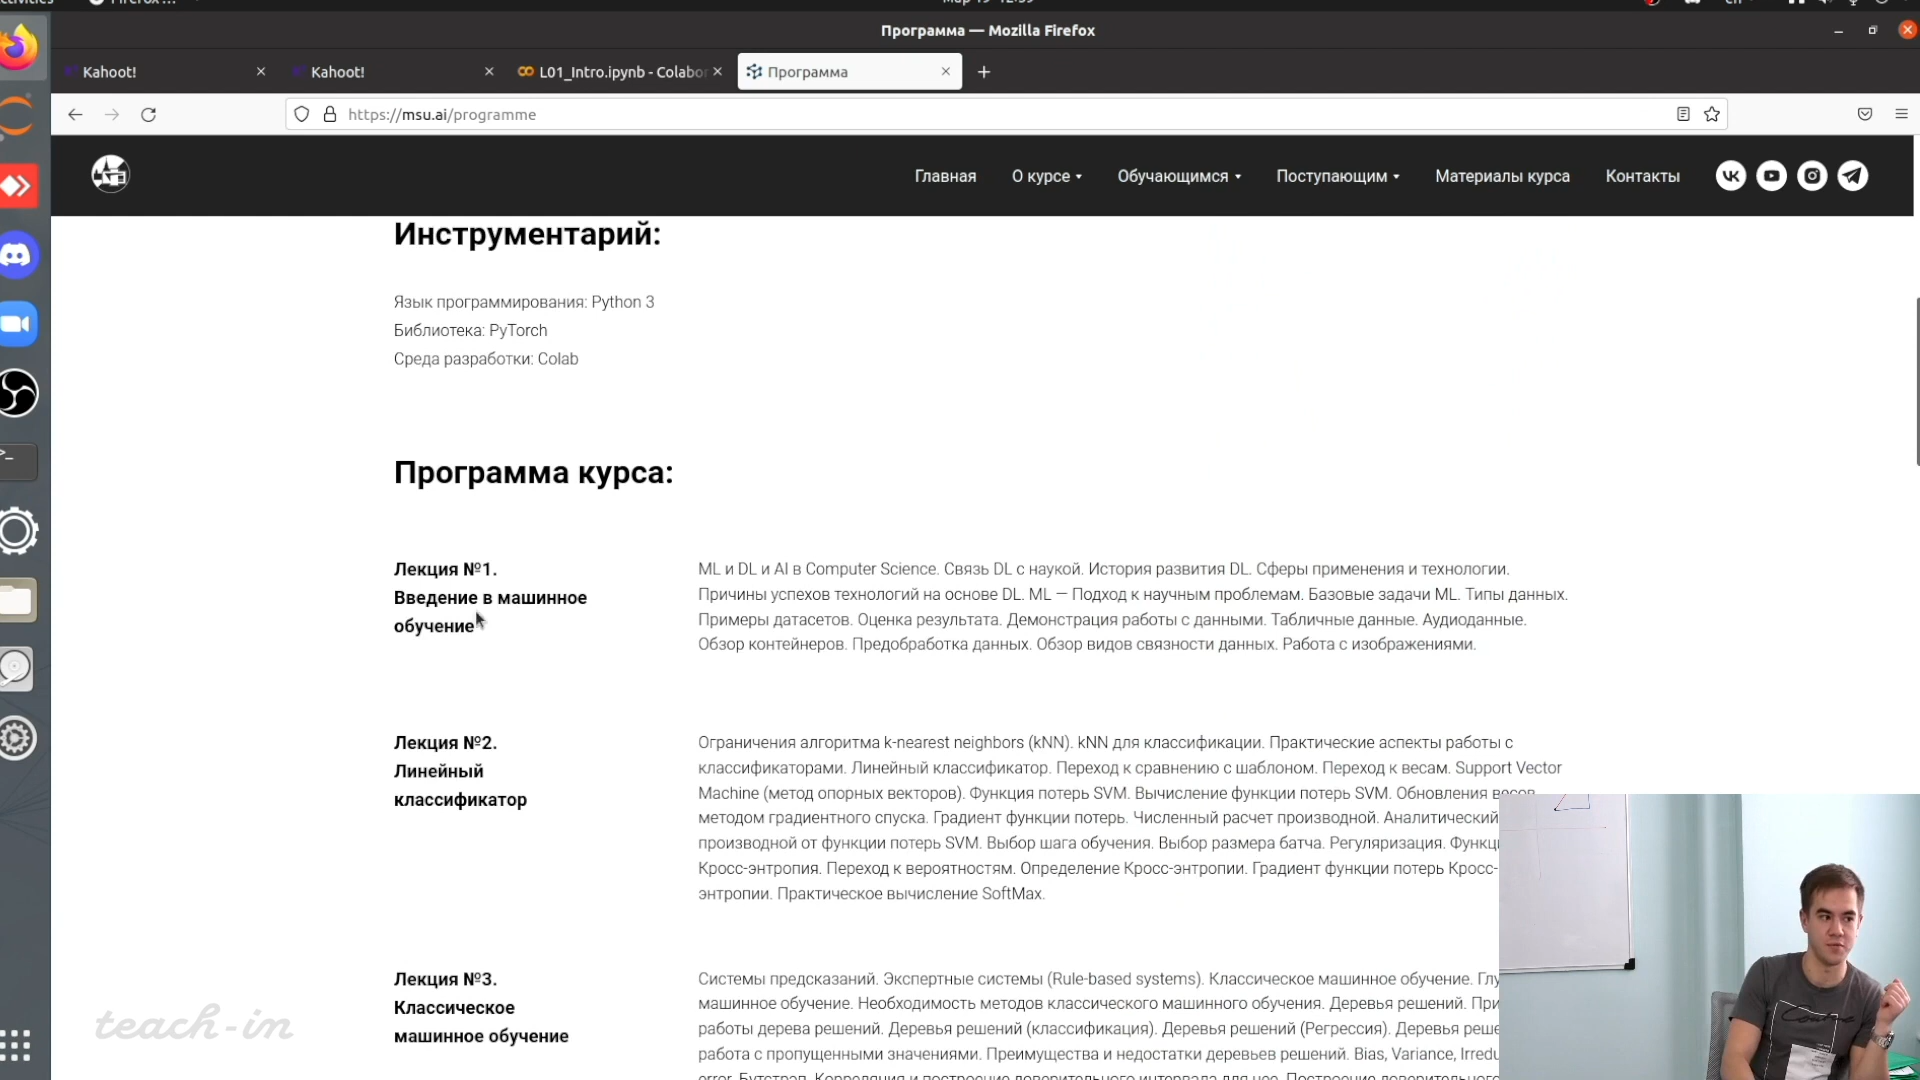 Программа — Mozilla Firefox
Kahoot!
Kahoot!
L01_Intro.ipynb - Colabor
Программа
https://msu.ai/programme
Главная
О курсе
Обучающимся
Поступающим
Материалы курса
Контакты
Инструментарий:
Язык программирования: Python 3
Библиотека: PyTorch
Среда разработки: Colab
Программа курса:
Лекция №1.
Введение в машинное
обучение
ML и DL и AI в Computer Science. Связь DL с наукой. История развития DL. Сферы применения и технологии.
Причины успехов технологий на основе DL. ML — Подход к научным проблемам. Базовые задачи ML. Типы данных.
Примеры датасетов. Оценка результата. Демонстрация работы с данными. Табличные данные. Аудиоданные.
Обзор контейнеров. Предобработка данных. Обзор видов связности данных. Работа с изображениями.
Лекция №2.
Линейный
классификатор
Ограничения алгоритма k-nearest neighbors (kNN). kNN для классификации. Практические аспекты работы с
классификаторами. Линейный классификатор. Переход к сравнению с шаблоном. Переход к весам. Support Vector
Machine (метод опорных векторов). Функция потерь SVM. Вычисление функции потерь SVM. Обновления весов
методом градиентного спуска. Градиент функции потерь. Численный расчет производной. Аналитический
производной от функции потерь SVM. Выбор шага обучения. Выбор размера батча. Регуляризация. Функц
Кросс-энтропия. Переход к вероятностям. Определение Кросс-энтропии. Градиент функции потерь Кросс-
энтропии. Практическое вычисление SoftMax.
Лекция №3.
Классическое
машинное обучение
Системы предсказаний. Экспертные системы (Rule-based systems). Классическое машинное обучение. Глу
машинное обучение. Необходимость методов классического машинного обучения. Деревья решений. При
работы дерева решений. Деревья решений (классификация). Деревья решений (Регрессия). Деревья реше
работа с пропущенными значениями. Преимущества и недостатки деревьев решений. Bias, Variance, Irredu
teach-in